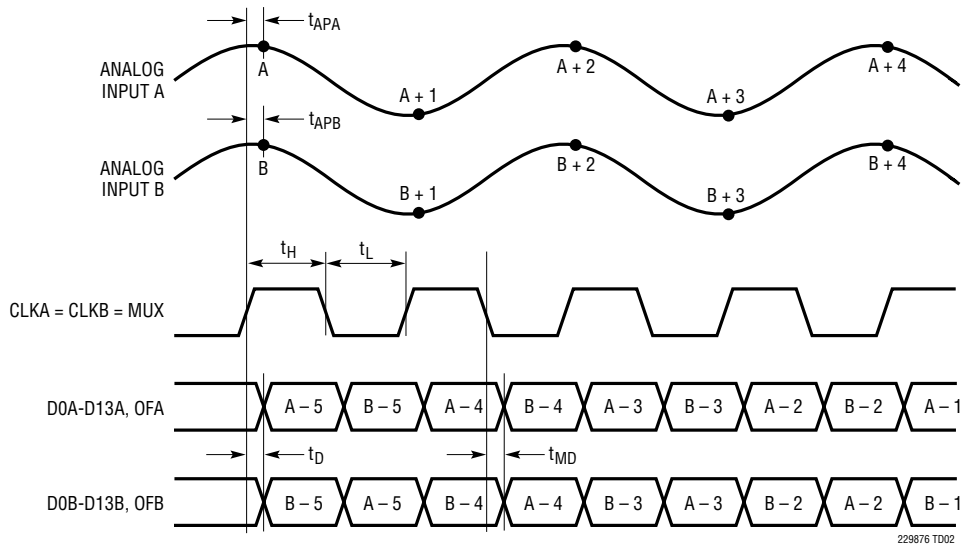 tAPA
ANALOG
INPUT A
A
A + 1
A + 2
A + 3
A + 4
tAPB
ANALOG
INPUT B
B
B + 1
B + 2
B + 3
B + 4
tH
tL
CLKA = CLKB = MUX
D0A-D13A, OFA
A – 5
B – 5
A – 4
B – 4
A – 3
B – 3
A – 2
B – 2
A – 1
tD
tMD
D0B-D13B, OFB
B – 5
A – 5
B – 4
A – 4
B – 3
A – 3
B – 2
A – 2
B – 1
229876 TD02